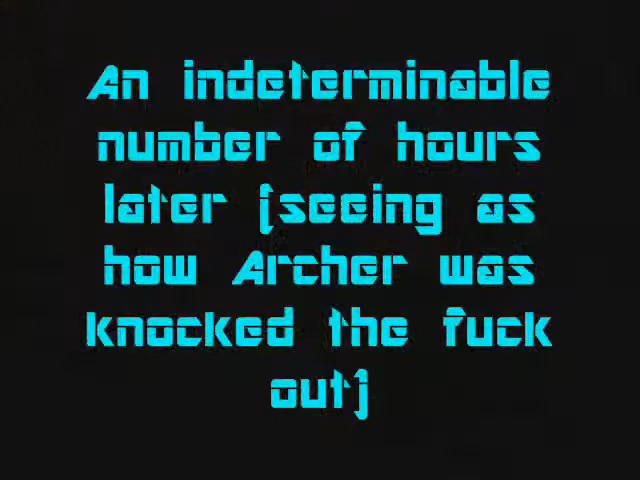 An indeterminable
number of hours
later (seeing as
how Archer was
knocked the fuck
out)